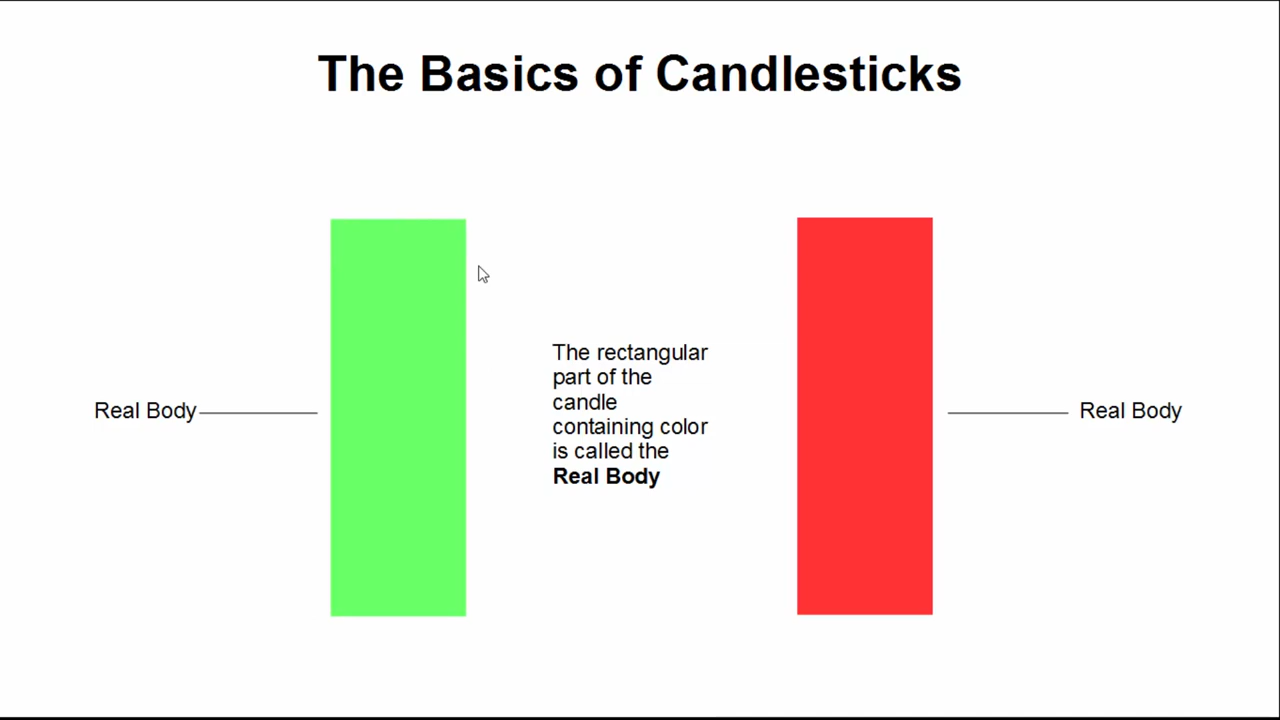 The Basics of Candlesticks
The rectangular
part of the
candle
containing color
is called the
Real Body
Real Body
Real Body